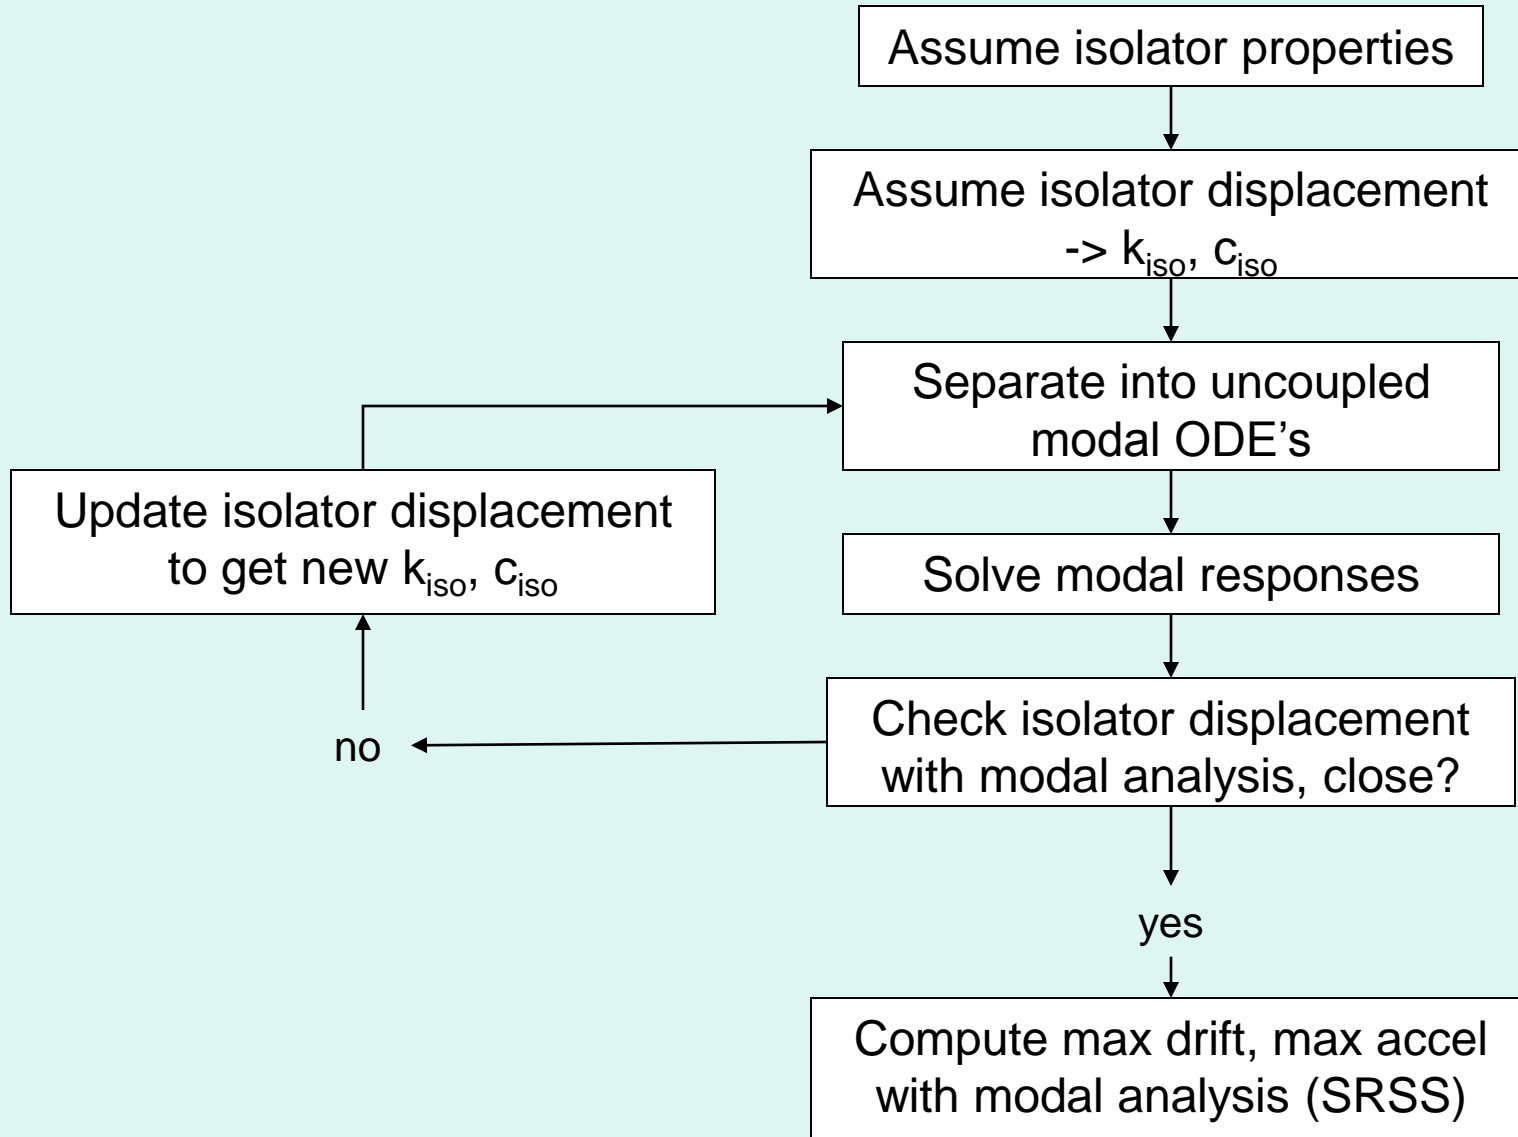 Assume isolator properties
Assume isolator displacement
-> kiso, ciso
Separate into uncoupled
modal ODE’s
Update isolator displacement
to get new kiso, ciso
Solve modal responses
Check isolator displacement
with modal analysis, close?
no
yes
Compute max drift, max accel
with modal analysis (SRSS)